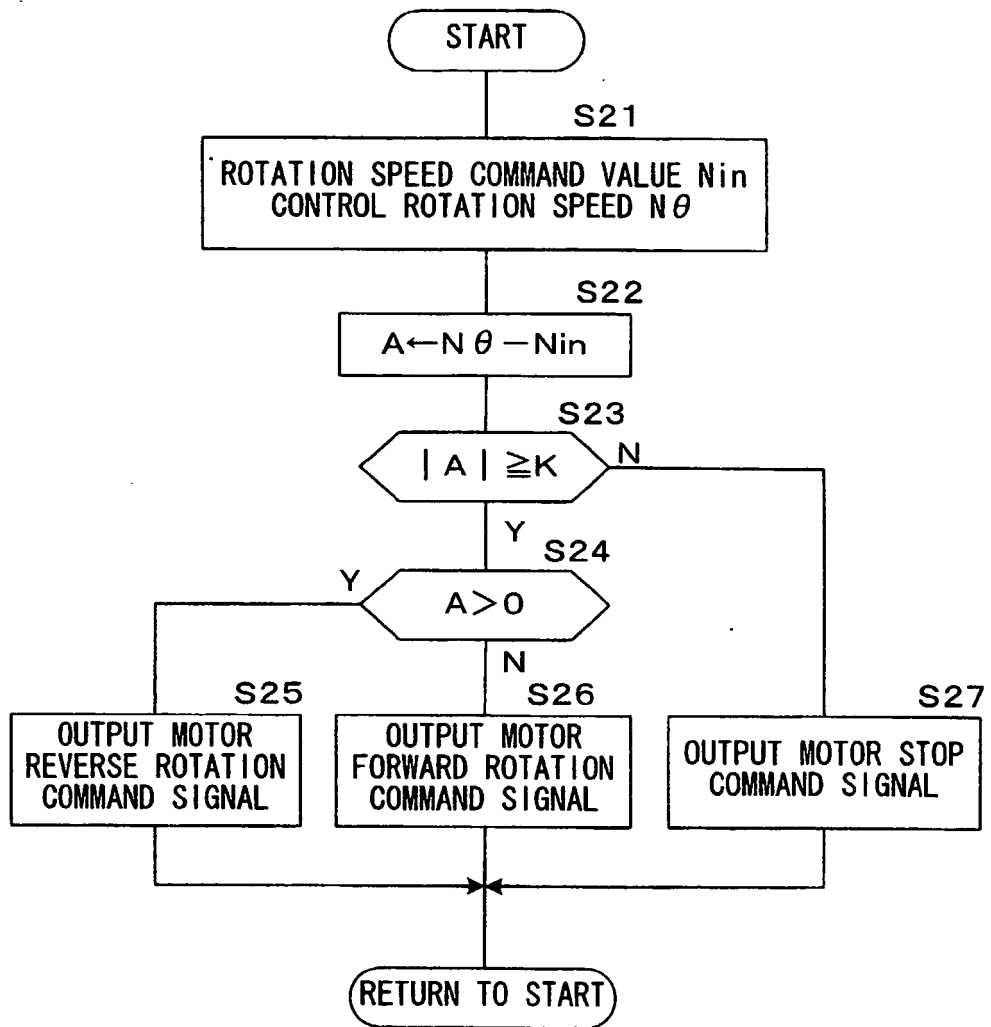 START
S21
ROTATION SPEED COMMAND VALUE Nin
CONTROL ROTATION SPEED Nθ
S22
A←Nθ−Nin
S23
|A|≧K
N
Y
S24
Y
A>0
N
S25
OUTPUT MOTOR
REVERSE ROTATION
COMMAND SIGNAL
S26
OUTPUT MOTOR
FORWARD ROTATION
COMMAND SIGNAL
S27
OUTPUT MOTOR STOP
COMMAND SIGNAL
RETURN TO START